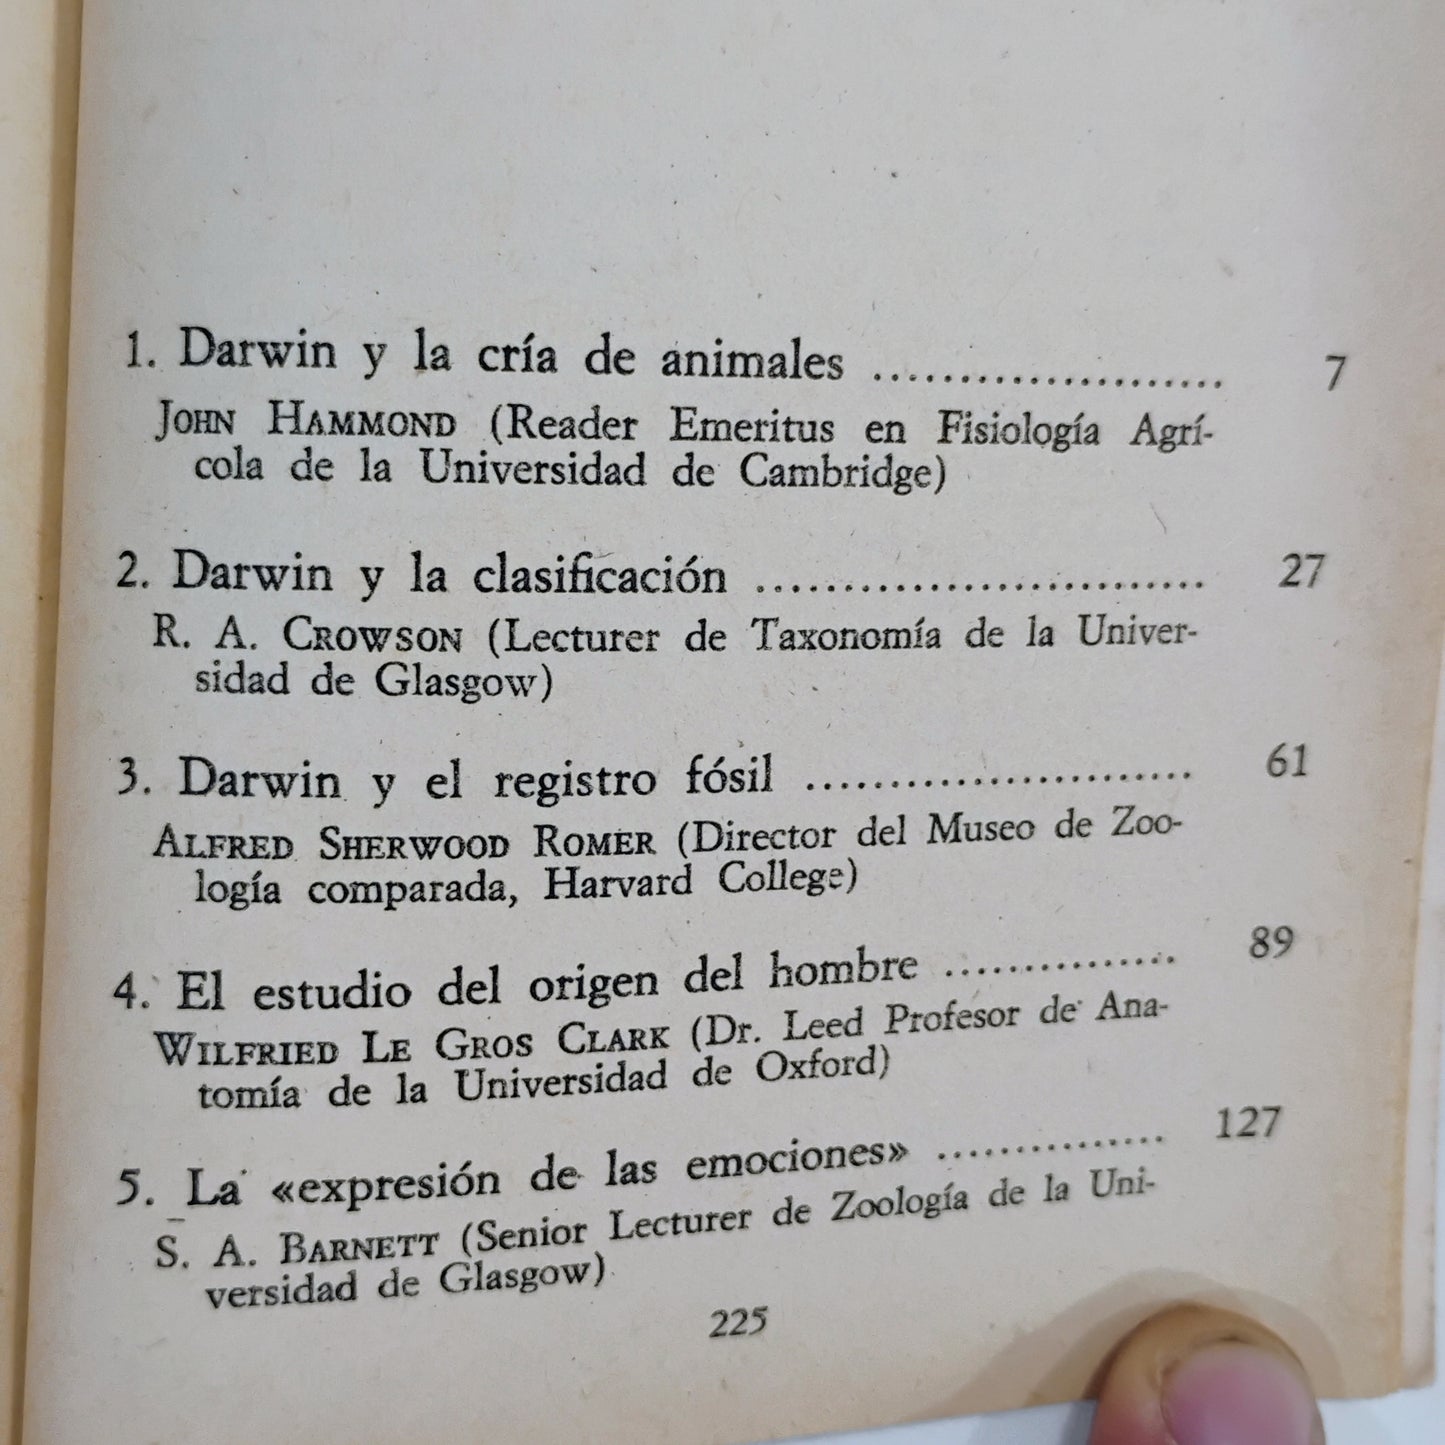 1. Darwin y la cría de animales ........................ 7
JOHN HAMMOND (Reader Emeritus en Fisiología Agrí-
cola de la Universidad de Cambridge)
2. Darwin y la clasificación ............................ 27
R. A. CROWSON (Lecturer de Taxonomía de la Univer-
sidad de Glasgow)
3. Darwin y el registro fósil ........................ 61
ALFRED SHERWOOD ROMER (Director del Museo de Zoo-
logía comparada, Harvard College)
4. El estudio del origen del hombre ................ 89
WILFRIED LE GROS CLARK (Dr. Leed Profesor de Ana-
tomía de la Universidad de Oxford)
5. La «expresión de las emociones» ................ 127
S. A. BARNETT (Senior Lecturer de Zoología de la Uni-
versidad de Glasgow)
225